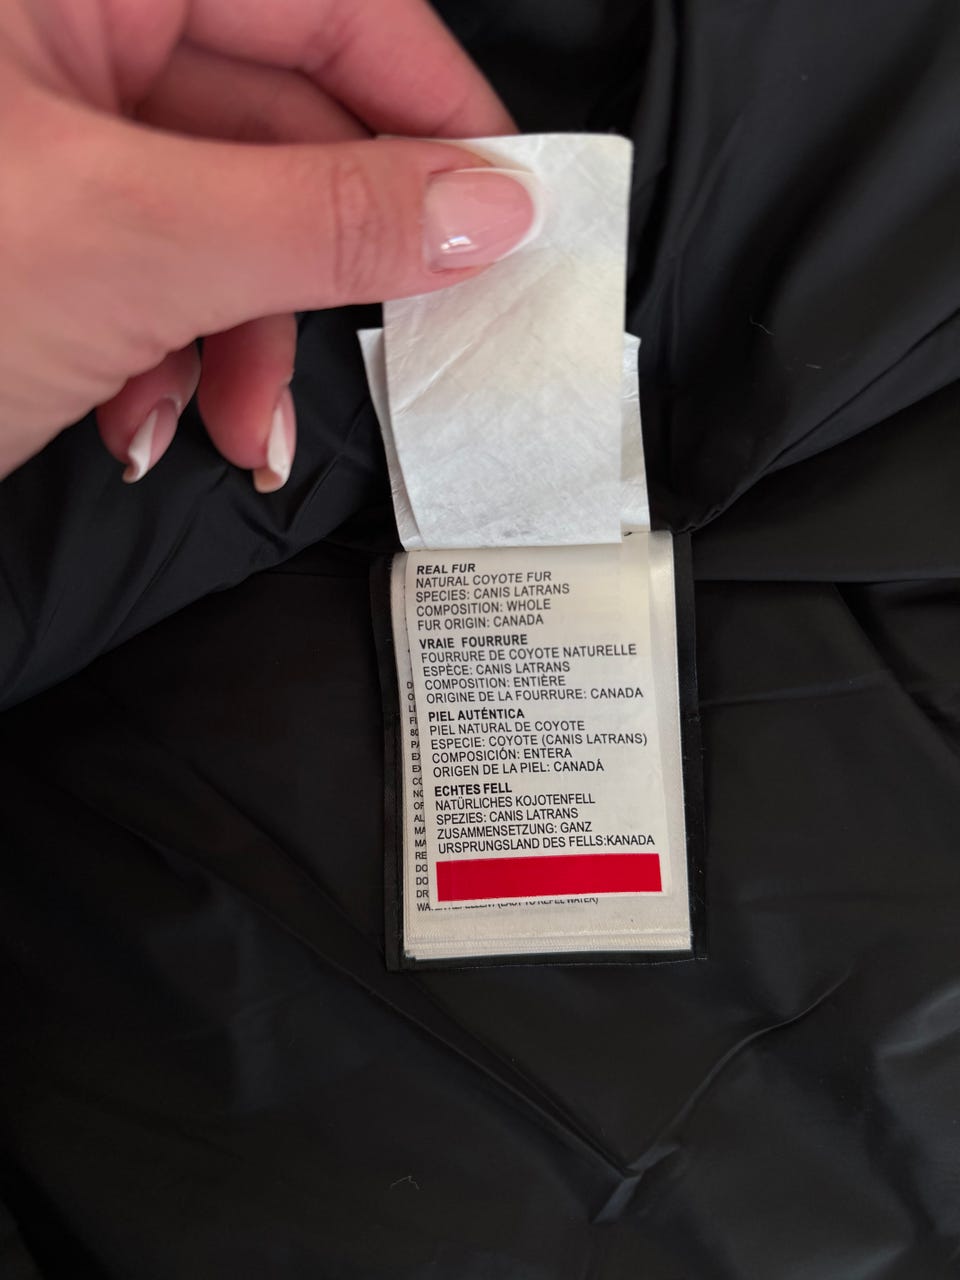 REAL FUR
NATURAL COYOTE FUR
SPECIES: CANIS LATRANS
COMPOSITION: WHOLE
FUR ORIGIN: CANADA
VRAIE FOURRURE
FOURRURE DE COYOTE NATURELLE
ESPÈCE: CANIS LATRANS
COMPOSITION: ENTIÈRE
ORIGINE DE LA FOURRURE: CANADA
PIEL AUTÉNTICA
PIEL NATURAL DE COYOTE
ESPECIE: COYOTE (CANIS LATRANS)
COMPOSICIÓN: ENTERA
ORIGEN DE LA PIEL: CANADÁ
ECHTES FELL
NATÜRLICHES KOJOTENFELL
SPEZIES: CANIS LATRANS
ZUSAMMENSETZUNG: GANZ
URSPRUNGSLAND DES FELLS:KANADA